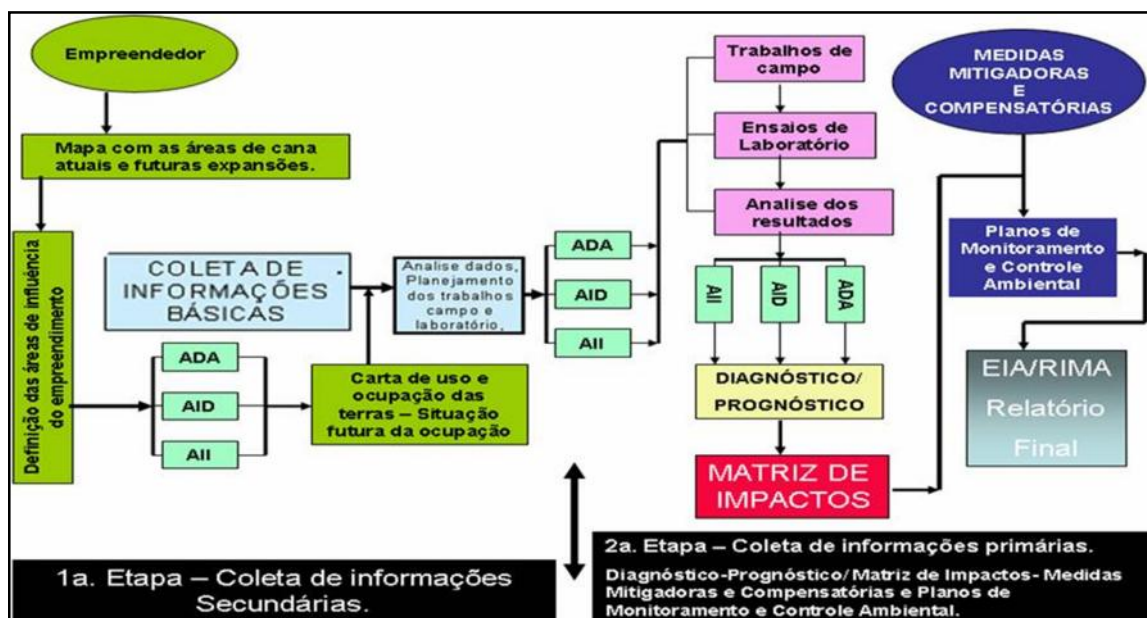 Empreendedor
Mapa com as áreas de cana
atuais e futuras expansões.
Definição das áreas de influência
do empreendimento
COLETA DE
INFORMAÇÕES
BÁSICAS
ADA
AID
AII
Carta de uso e
ocupação das
terras – Situação
futura da ocupação
Analise dados,
Planejamento
dos trabalhos
campo e
laboratório,
ADA
AID
AII
Trabalhos de
campo
Ensaios de
Laboratório
Analise dos
resultados
AII
AID
ADA
DIAGNÓSTICO/
PROGNÓSTICO
MATRIZ DE
IMPACTOS
MEDIDAS
MITIGADORAS
E
COMPENSATÓRIAS
Planos de
Monitoramento
e Controle
Ambiental
EIA/RIMA
Relatório
Final
1a. Etapa – Coleta de informações
Secundárias.
2a. Etapa – Coleta de informações primárias.
Diagnóstico-Prognóstico/Matriz de Impactos- Medidas
Mitigadoras e Compensatórias e Planos de
Monitoramento e Controle Ambiental.